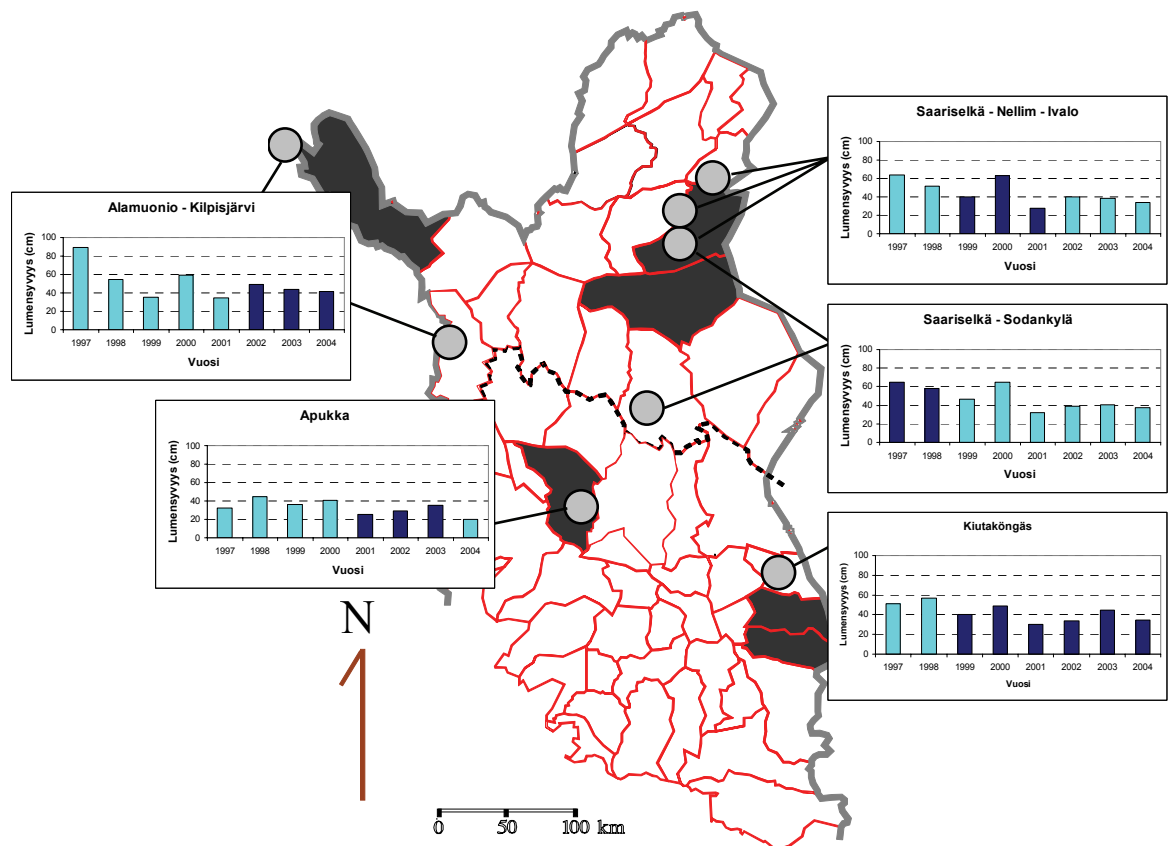 Saariselkä - Nellim - Ivalo
Lumensyvyys (cm)
100
80
60
40
20
0
1997 1998 1999 2000 2001 2002 2003 2004
Vuosi
Alamuonio - Kilpisjärvi
Lumensyvyys (cm)
100
80
60
40
20
0
1997 1998 1999 2000 2001 2002 2003 2004
Vuosi
Saariselkä - Sodankylä
Lumensyvyys (cm)
100
80
60
40
20
0
1997 1998 1999 2000 2001 2002 2003 2004
Vuosi
Apukka
Lumensyvyys (cm)
100
80
60
40
20
0
1997 1998 1999 2000 2001 2002 2003 2004
Vuosi
Kiutaköngäs
Lumensyvyys (cm)
100
80
60
40
20
0
1997 1998 1999 2000 2001 2002 2003 2004
Vuosi
N
0 50 100 km